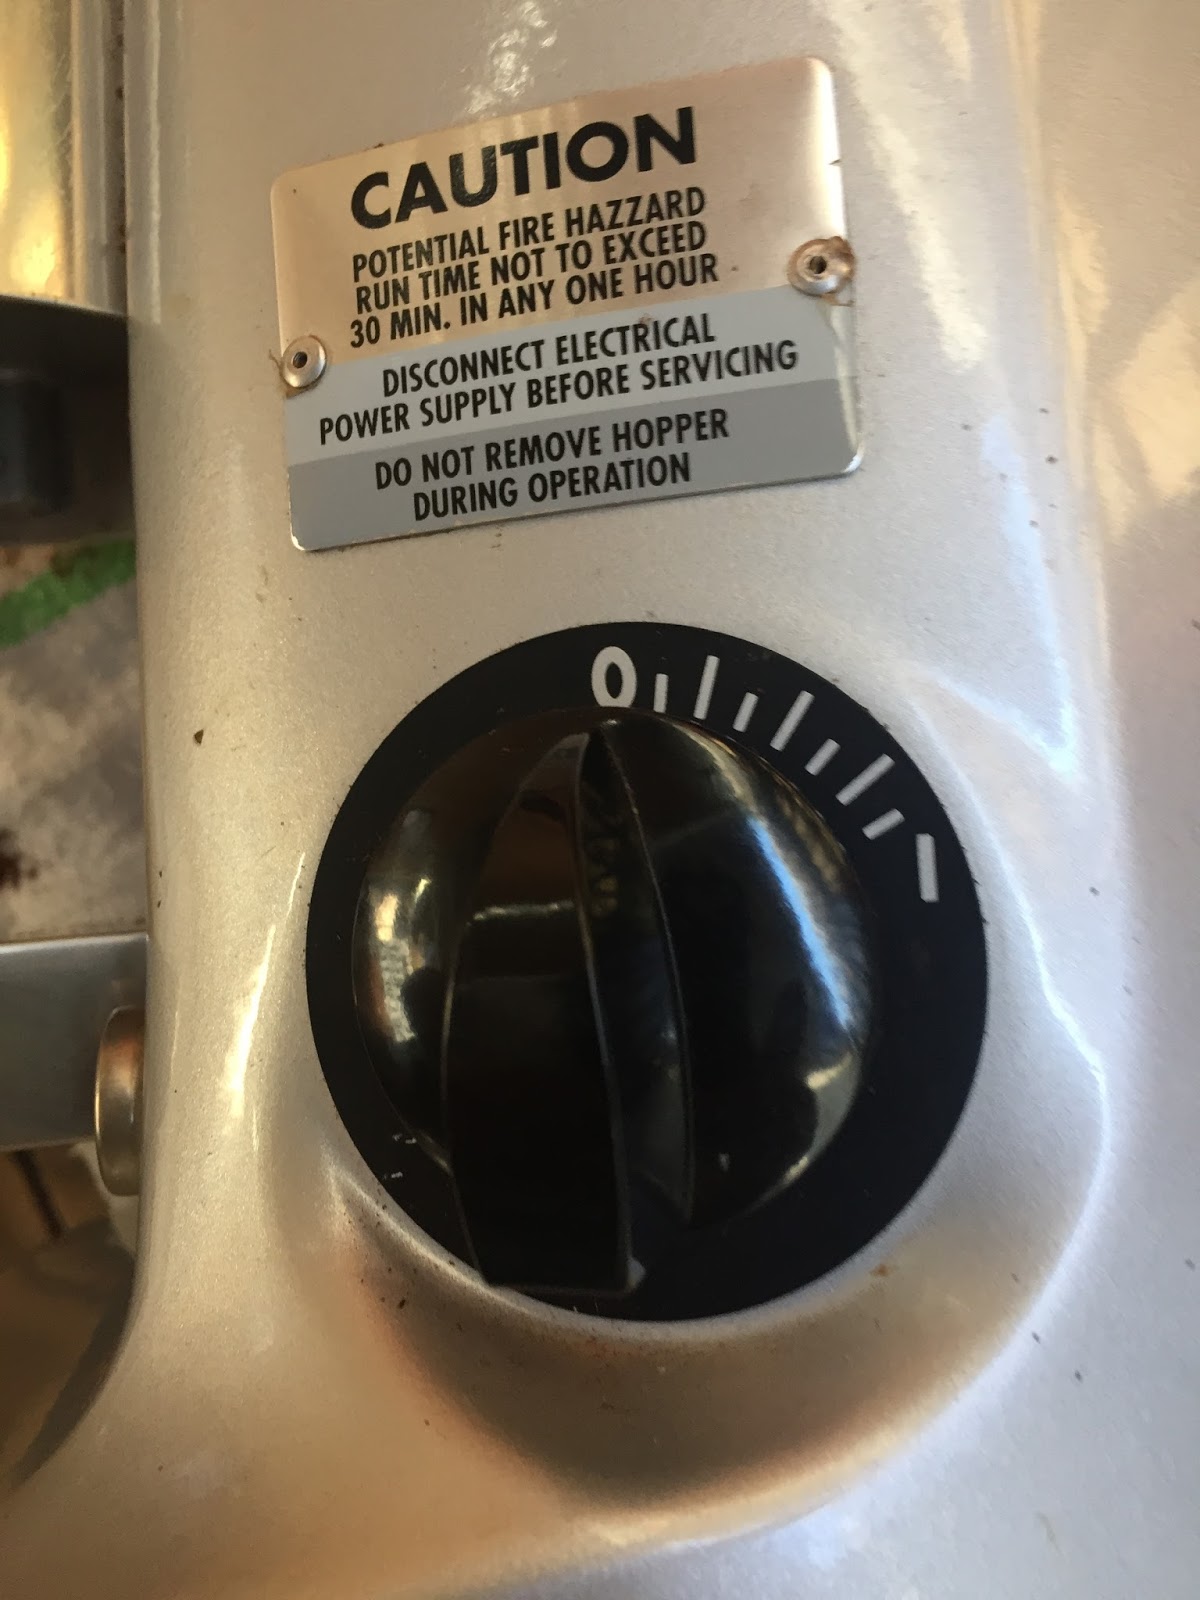 CAUTION
POTENTIAL FIRE HAZZARD
RUN TIME NOT TO EXCEED
30 MIN. IN ANY ONE HOUR
DISCONNECT ELECTRICAL
POWER SUPPLY BEFORE SERVICING
DO NOT REMOVE HOPPER
DURING OPERATION
0
1